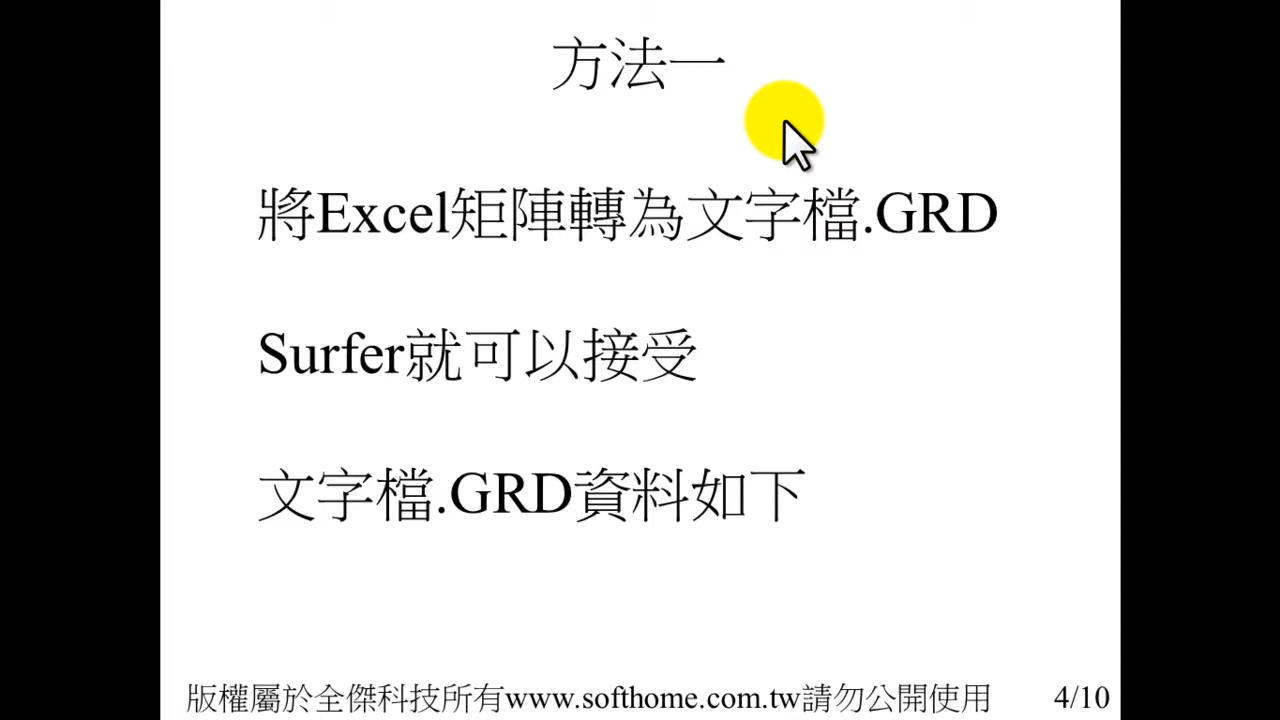 方法一
將Excel矩陣轉為文字檔.GRD
Surfer就可以接受
文字檔.GRD資料如下
版權屬於全傑科技所有www.softhome.com.tw請勿公開使用
4/10